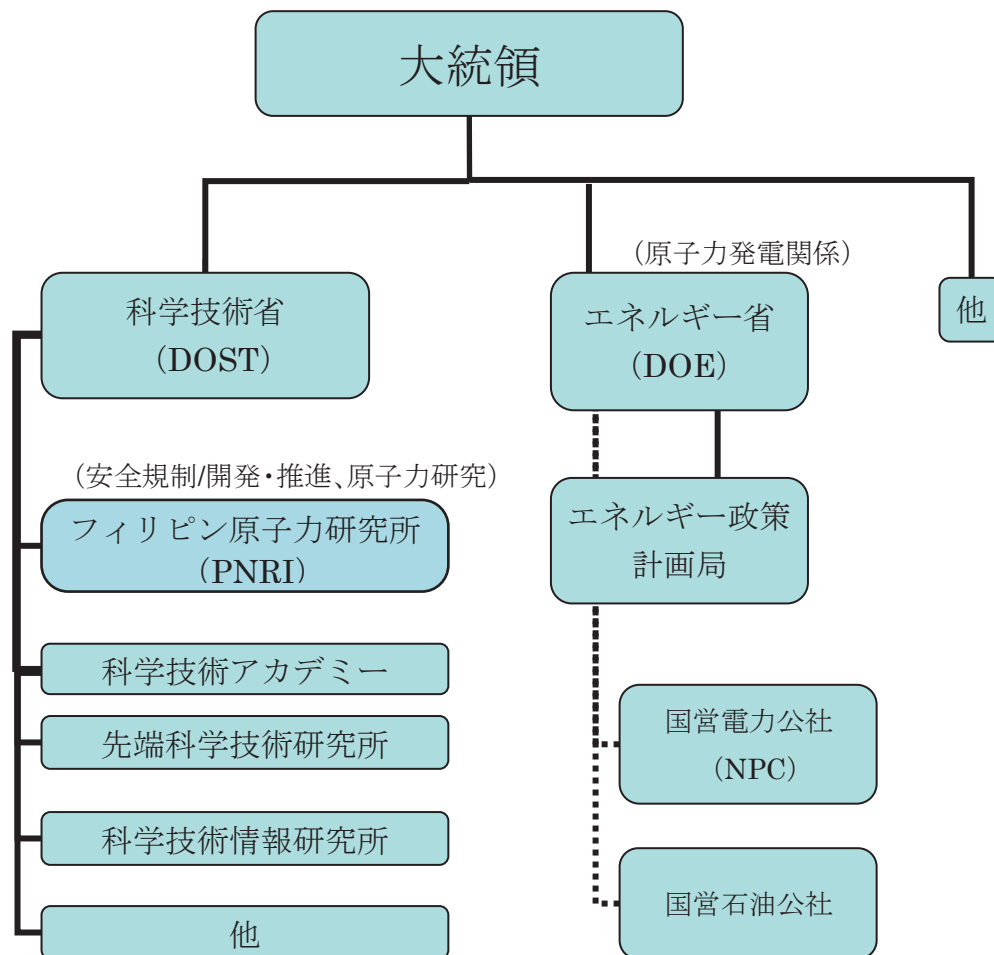 大統領
（原子力発電関係）
科学技術省
（DOST）
エネルギー省
（DOE）
他
（安全規制/開発・推進、原子力研究）
フィリピン原子力研究所
（PNRI）
エネルギー政策
計画局
科学技術アカデミー
先端科学技術研究所
国営電力公社
（NPC）
科学技術情報研究所
国営石油公社
他